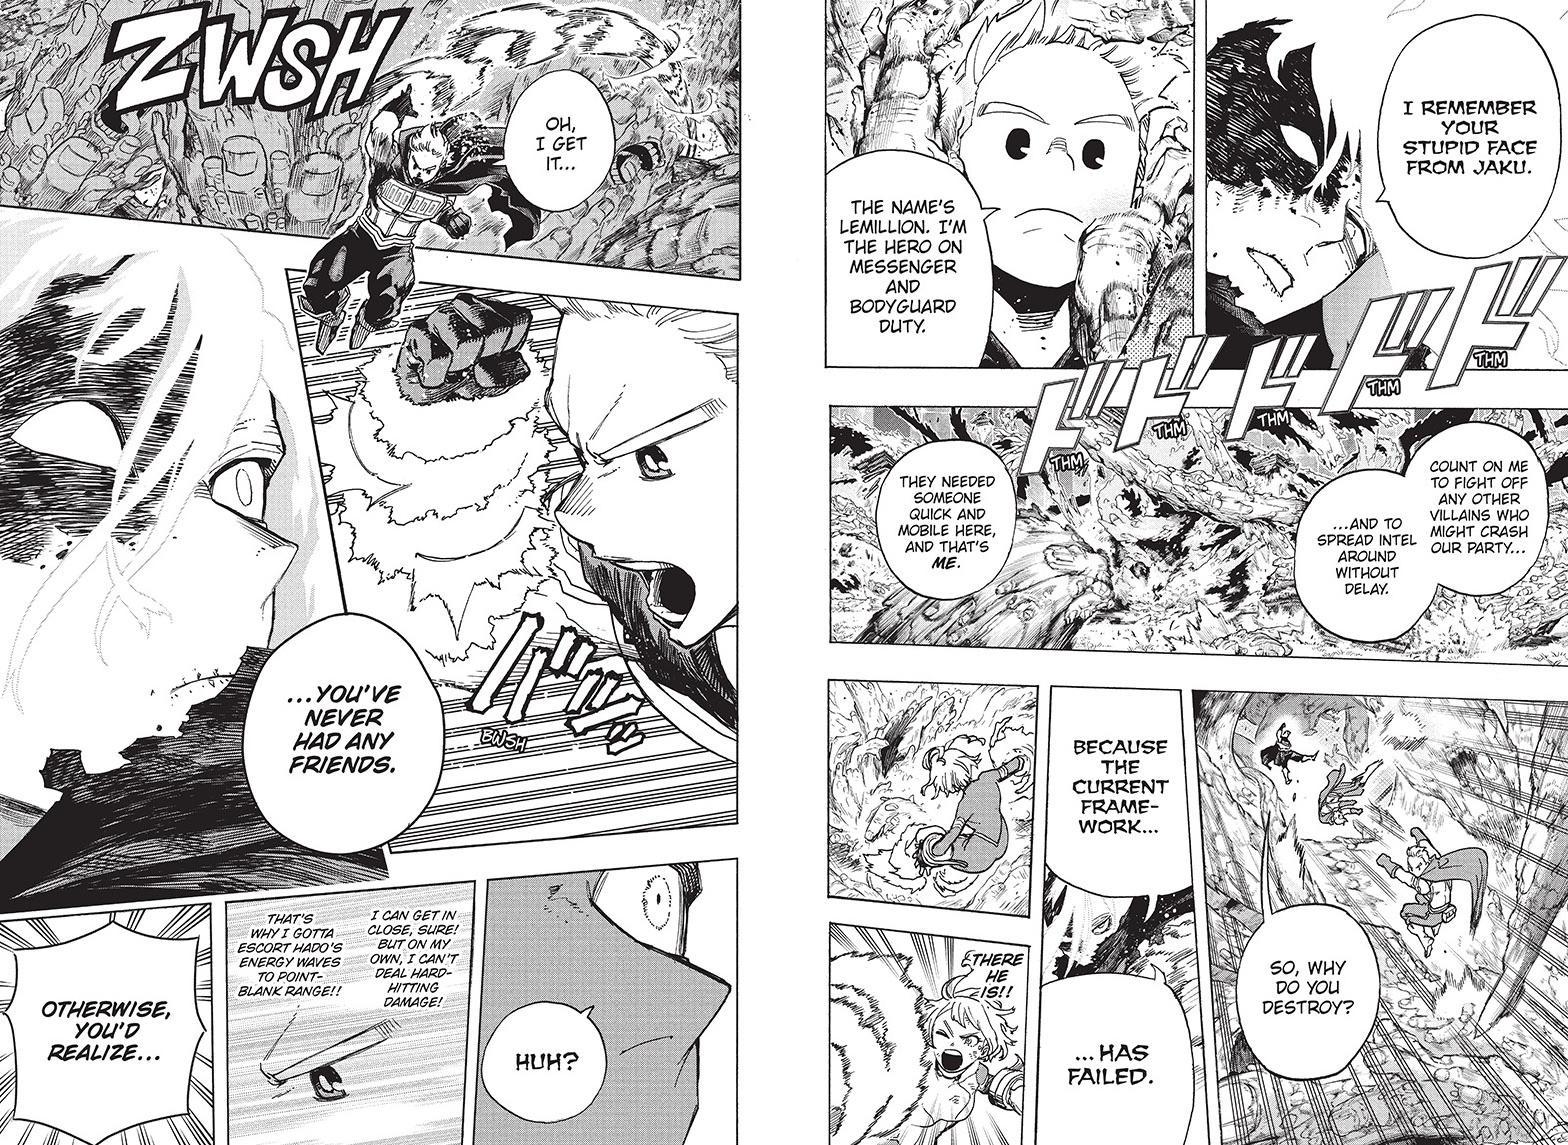 I REMEMBER
YOUR
STUPID FACE
FROM JAKU.
THE NAME'S
LEMILLION. I'M
THE HERO ON
MESSENGER
AND
BODYGUARD
DUTY.
ドドドドド
THM
THM
THM
THM
THM
COUNT ON ME
TO FIGHT OFF
ANY OTHER
VILLAINS WHO
MIGHT CRASH
OUR PARTY...
...AND TO
SPREAD INTEL
AROUND
WITHOUT
DELAY.
THEY NEEDED
SOMEONE
QUICK AND
MOBILE HERE,
AND THAT'S
ME.
SO, WHY
DO YOU
DESTROY?
BECAUSE
THE
CURRENT
FRAME-
WORK...
...HAS
FAILED.
THERE
HE
IS!!
ZWSH
OH,
I GET
IT...
バッ
BWSH
...YOU'VE
NEVER
HAD ANY
FRIENDS.
HUH?
I CAN GET IN
CLOSE, SURE!
BUT ON MY
OWN, I CAN'T
DEAL HARD-
HITTING
DAMAGE!
THAT'S
WHY I GOTTA
ESCORT HADO'S
ENERGY WAVES
TO POINT-
BLANK RANGE!!
OTHERWISE,
YOU'D
REALIZE...